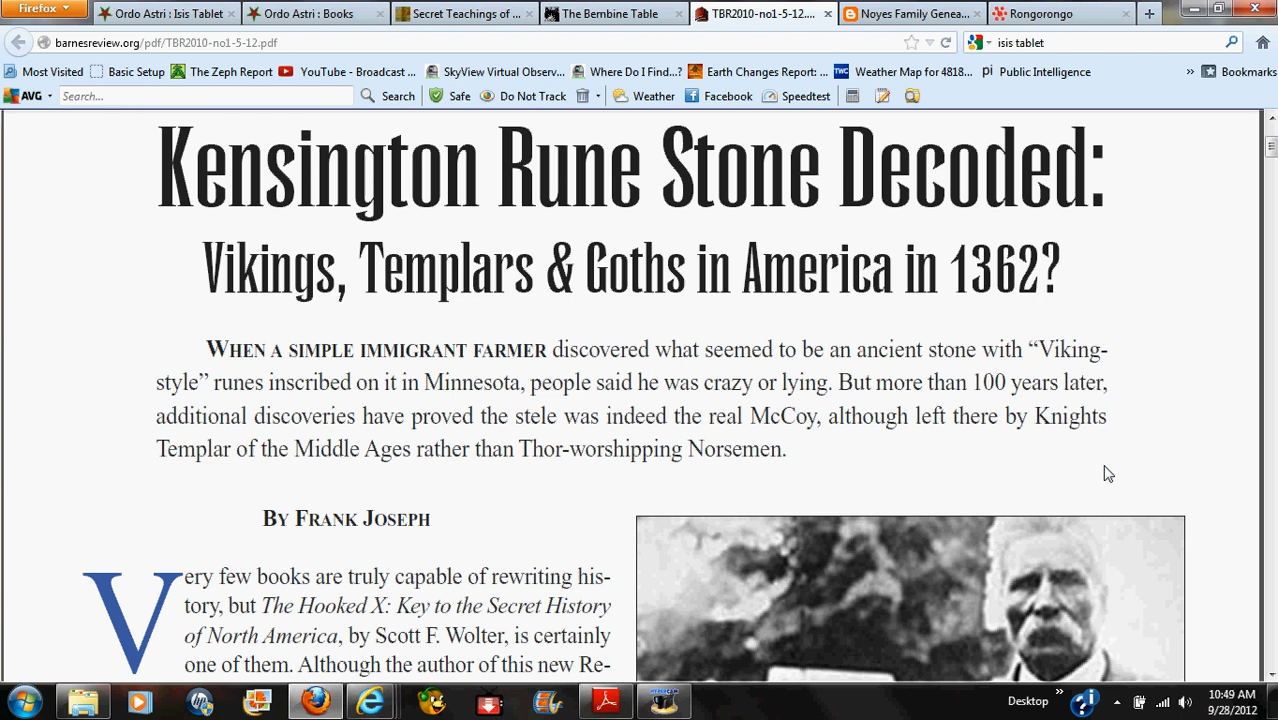 Firefox
Ordo Astri : Isis Tablet
Ordo Astri : Books
Secret Teachings of ...
The Bembine Table
TBR2010-no1-5-12....
Noyes Family Genea...
Rongorongo
barnesreview.org/pdf/TBR2010-no1-5-12.pdf
isis tablet
Most Visited
Basic Setup
The Zeph Report
YouTube - Broadcast ...
SkyView Virtual Observ...
Where Do I Find...?
Earth Changes Report: ...
TWC
Weather Map for 4818...
pi Public Intelligence
»
Bookmarks
AVG
Search...
Search
Safe
Do Not Track
Weather
Facebook
Speedtest
Kensington Rune Stone Decoded:
Vikings, Templars & Goths in America in 1362?
WHEN A SIMPLE IMMIGRANT FARMER discovered what seemed to be an ancient stone with “Viking-
style” runes inscribed on it in Minnesota, people said he was crazy or lying. But more than 100 years later,
additional discoveries have proved the stele was indeed the real McCoy, although left there by Knights
Templar of the Middle Ages rather than Thor-worshipping Norsemen.
BY FRANK JOSEPH
Very few books are truly capable of rewriting his-
tory, but The Hooked X: Key to the Secret History
of North America, by Scott F. Wolter, is certainly
one of them. Although the author of this new Re-
Desktop
»
10:49 AM
9/28/2012